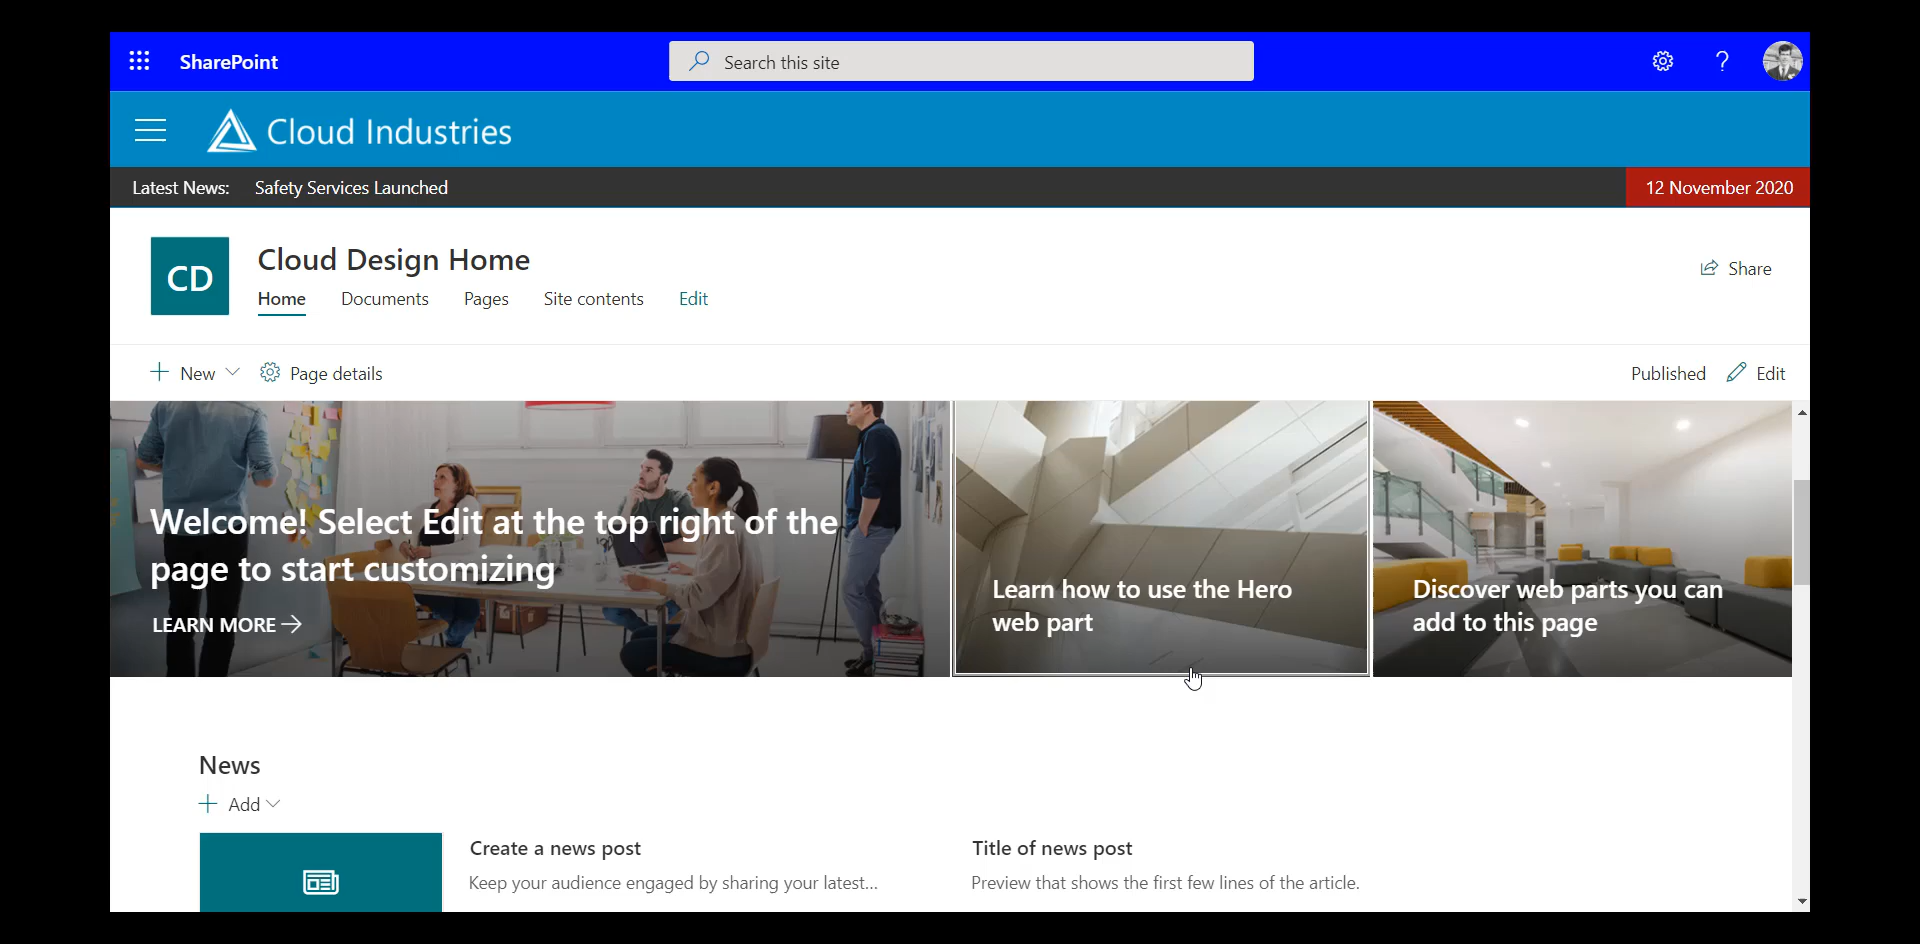 SharePoint
Search this site
Cloud Industries
Latest News: Safety Services Launched
12 November 2020
CD
Cloud Design Home
Home Documents Pages Site contents Edit
Share
New Page details
Published Edit
Welcome! Select Edit at the top right of the
page to start customizing
LEARN MORE
Learn how to use the Hero
web part
Discover web parts you can
add to this page
News
Add
Create a news post
Keep your audience engaged by sharing your latest...
Title of news post
Preview that shows the first few lines of the article.